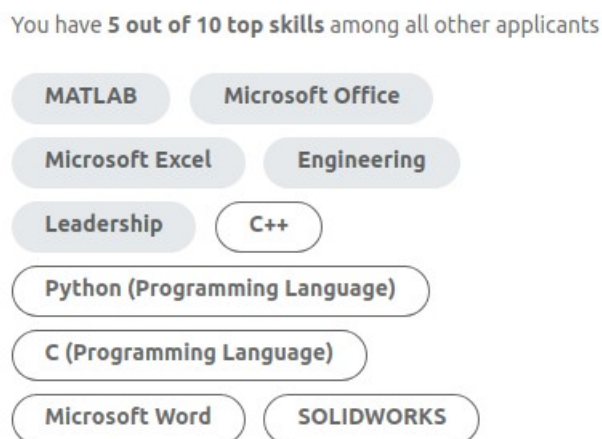 You have 5 out of 10 top skills among all other applicants
MATLAB Microsoft Office
Microsoft Excel Engineering
Leadership C++
Python (Programming Language)
C (Programming Language)
Microsoft Word SOLIDWORKS